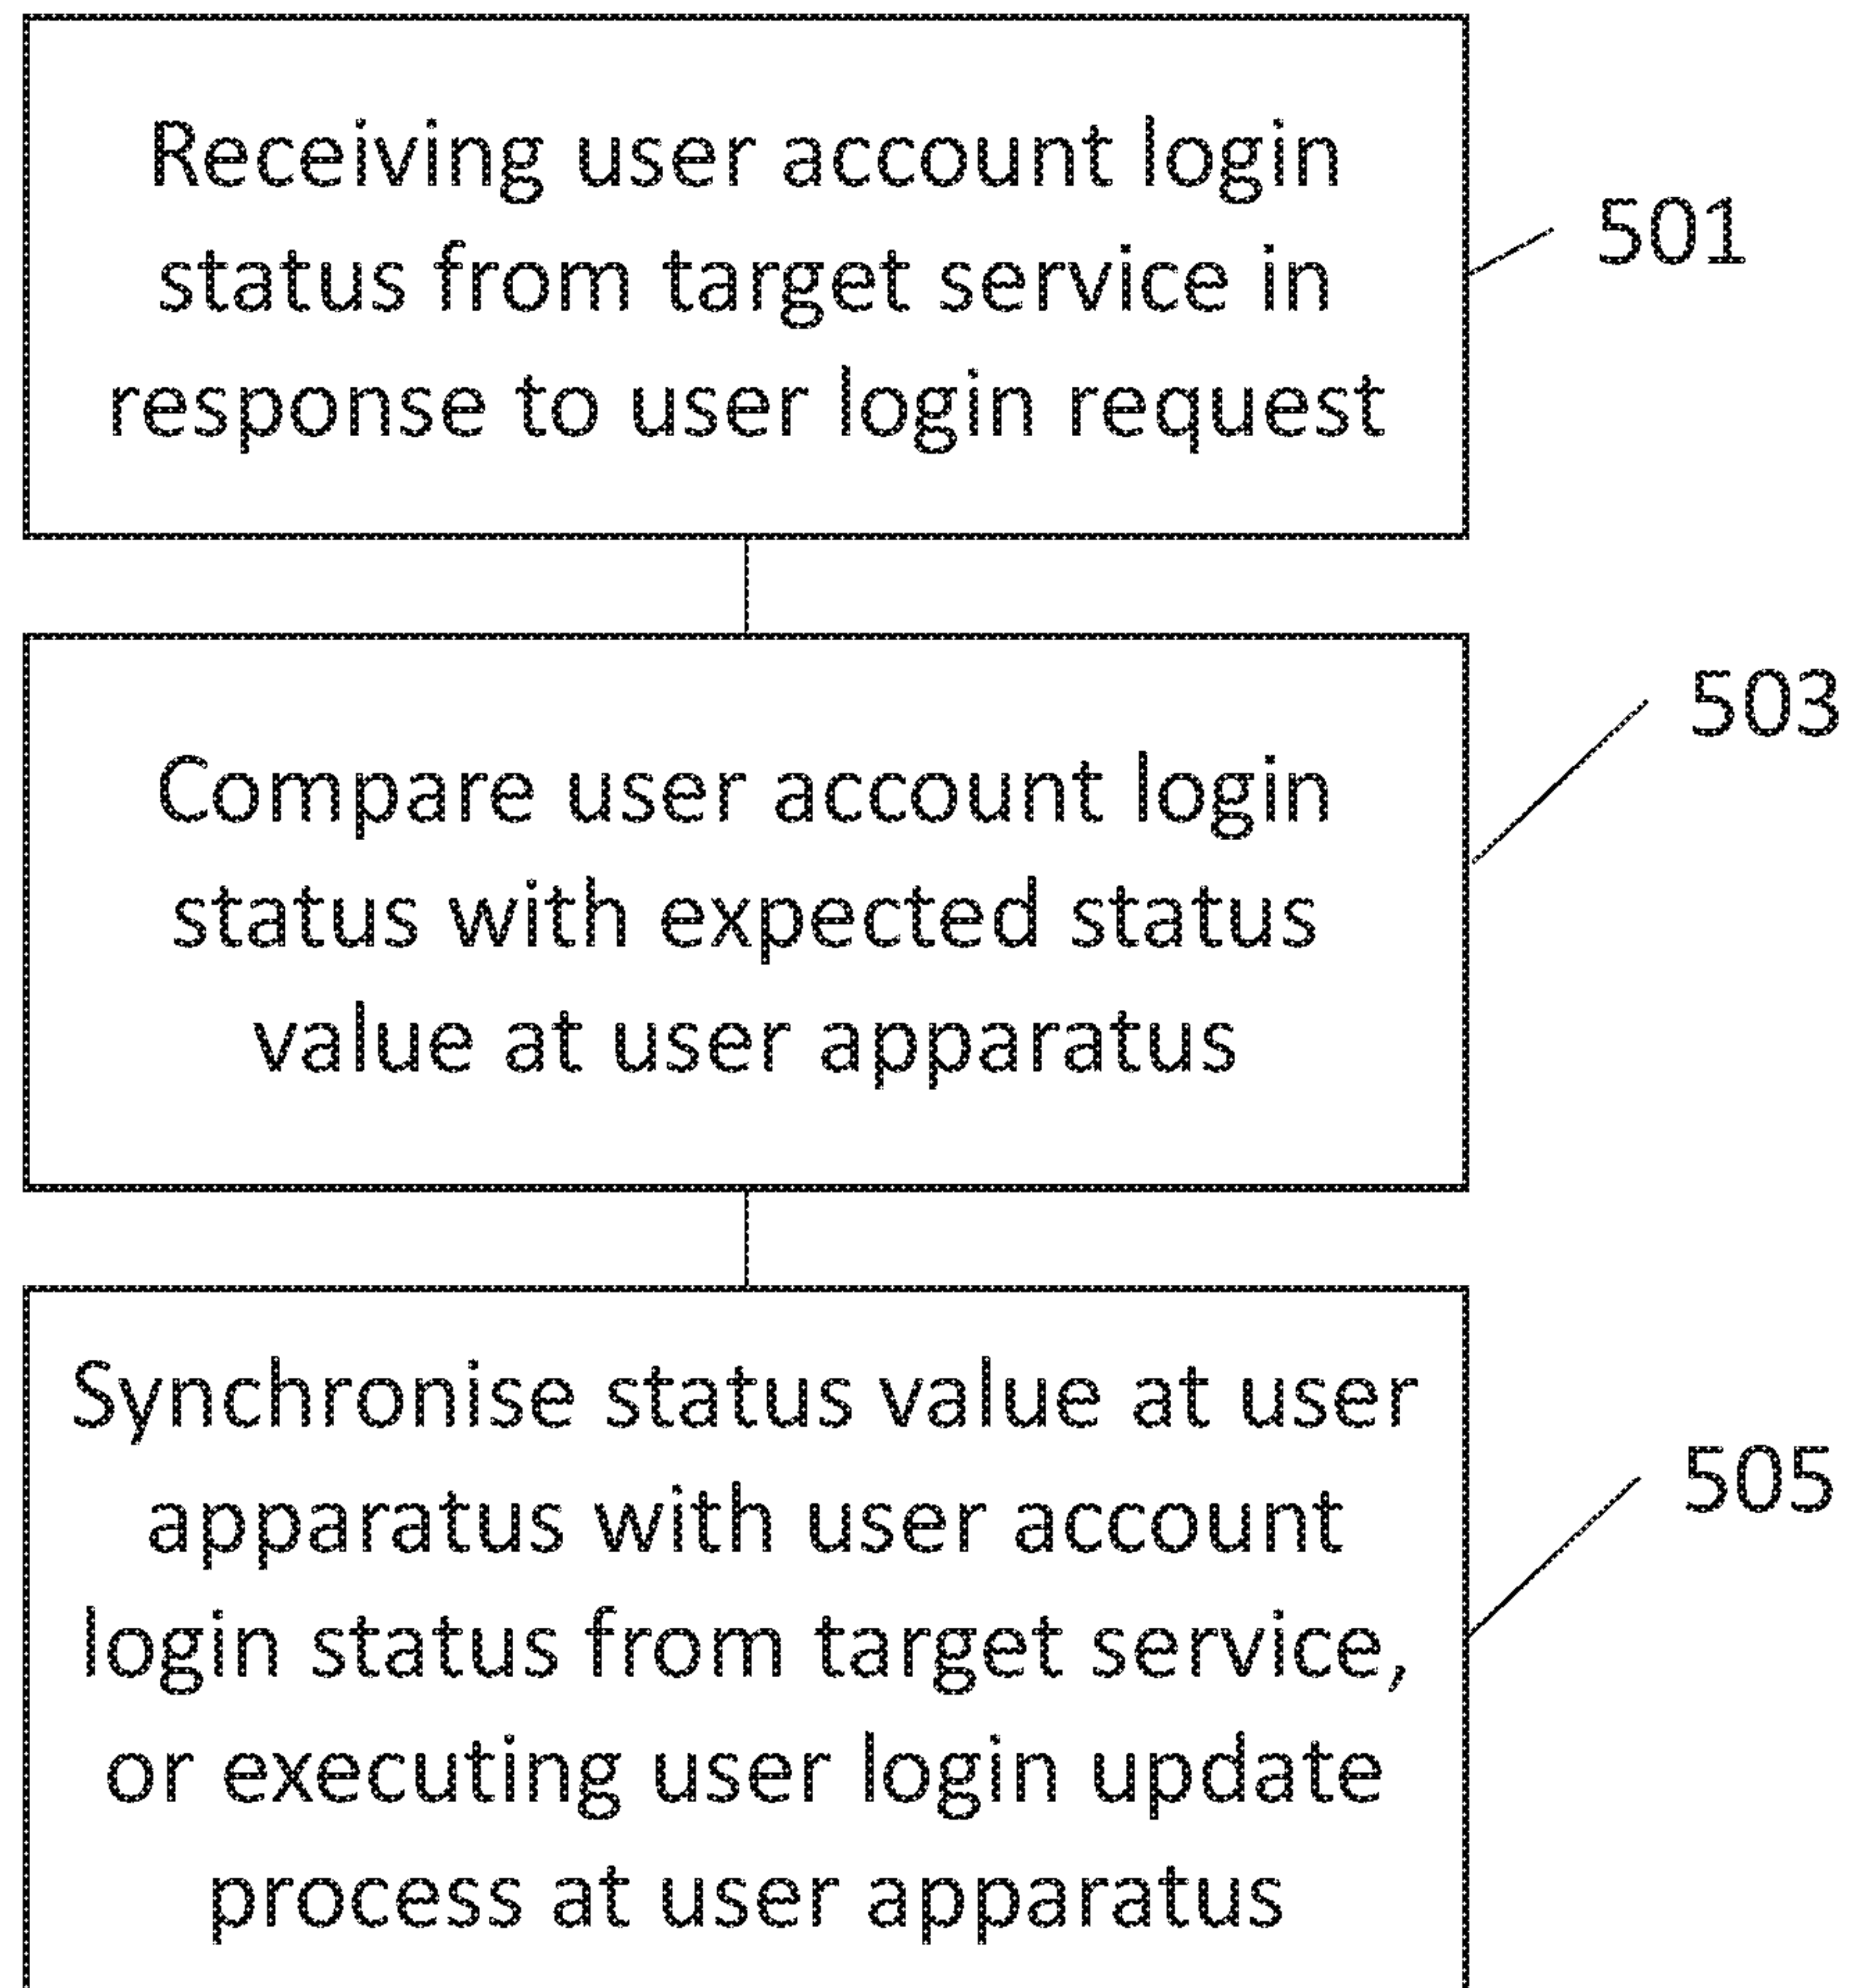 Receiving user account login
status from target service in
response to user login request
501
Compare user account login
status with expected status
value at user apparatus
503
Synchronise status value at user
apparatus with user account
login status from target service,
or executing user login update
process at user apparatus
505